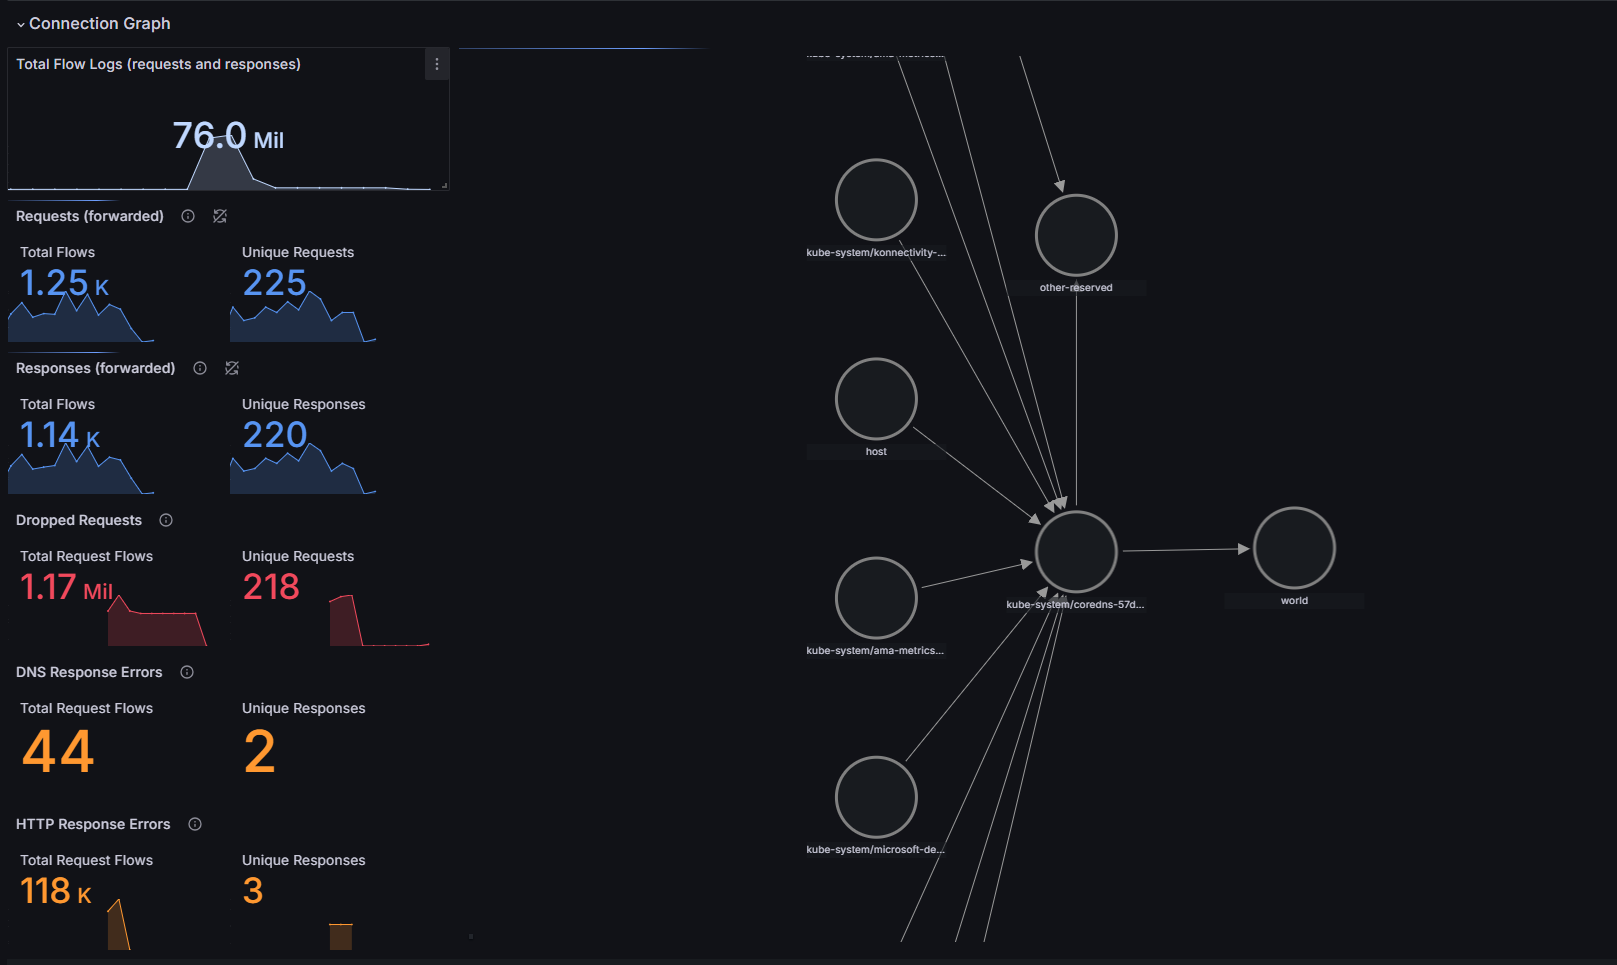 Connection Graph
Total Flow Logs (requests and responses)
76.0 Mil
Requests (forwarded)
Total Flows
Unique Requests
1.25 K
225
Responses (forwarded)
Total Flows
Unique Responses
1.14 K
220
Dropped Requests
Total Request Flows
Unique Requests
1.17 Mil
218
DNS Response Errors
Total Request Flows
Unique Responses
44
2
HTTP Response Errors
Total Request Flows
Unique Responses
118 K
3
kube-system/ama-metrics...
kube-system/konnectivity-...
other-reserved
host
kube-system/coredns-57d...
world
kube-system/ama-metrics...
kube-system/microsoft-de...